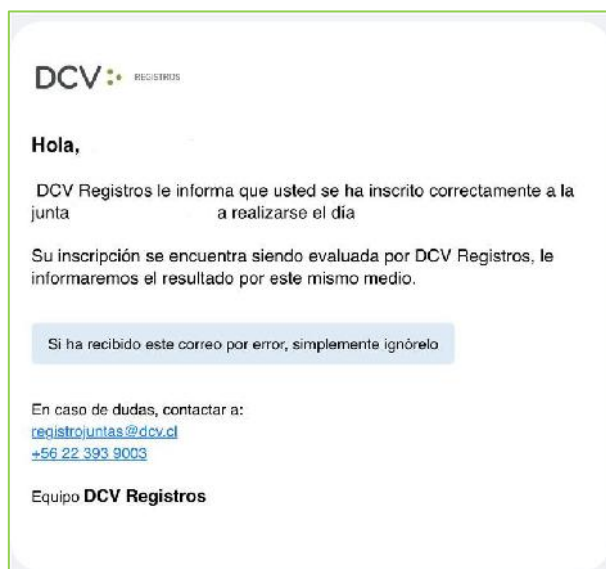 DCV REGISTROS
Hola,
DCV Registros le informa que usted se ha inscrito correctamente a la
junta a realizarse el día
Su inscripción se encuentra siendo evaluada por DCV Registros, le
informaremos el resultado por este mismo medio.
Si ha recibido este correo por error, simplemente ignórelo
En caso de dudas, contactar a:
registrojuntas@dcv.cl
+56 22 393 9003
Equipo DCV Registros